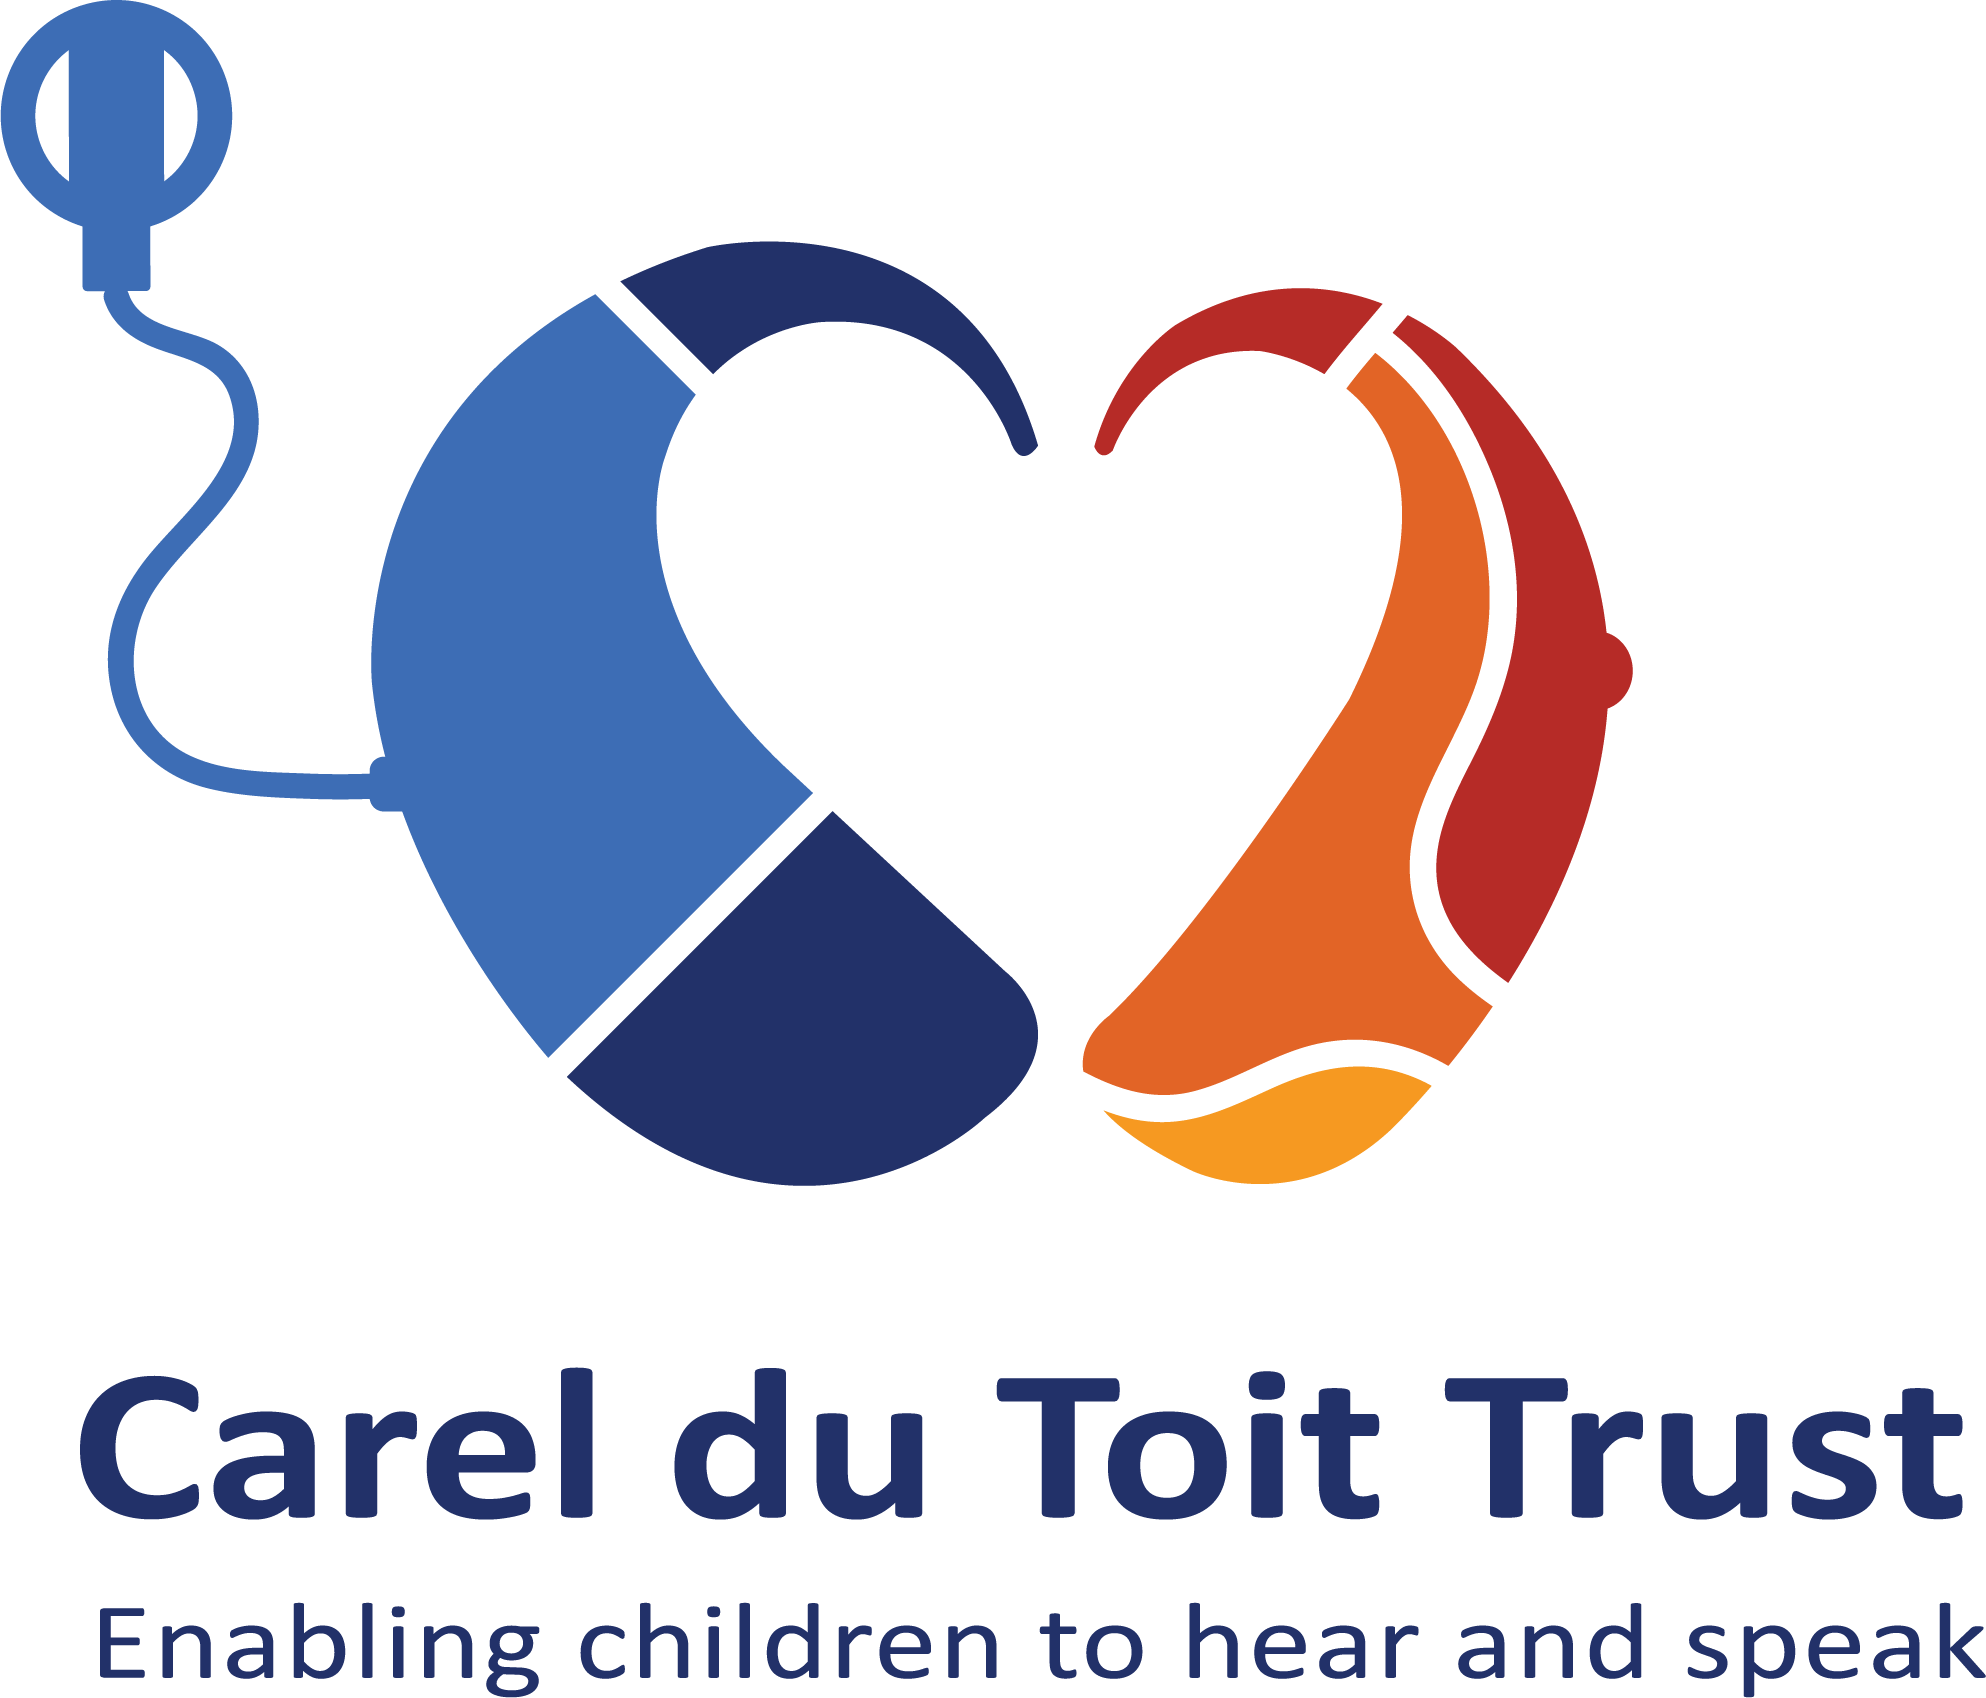 Carel du Toit Trust
Enabling children to hear and speak